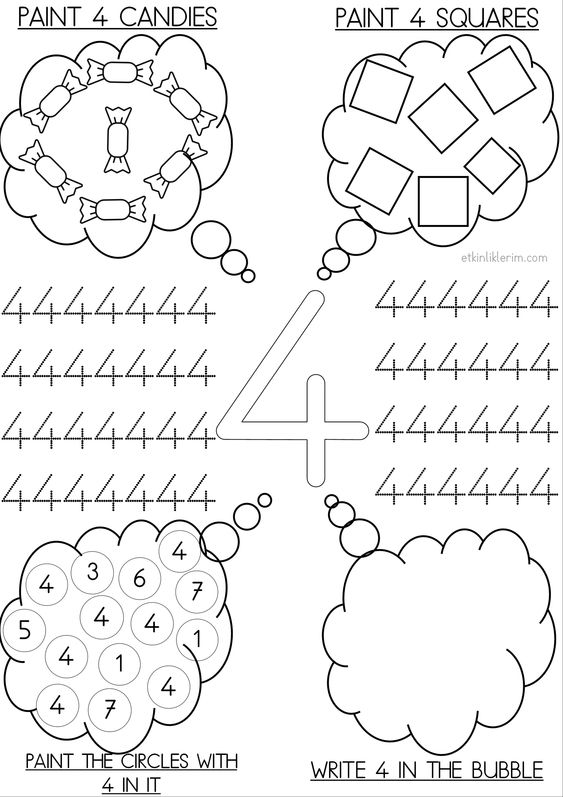 PAINT 4 CANDIES
PAINT 4 SQUARES
etkinliklerim.com
4444444
4444444
4444444
4444444
4
444444
444444
444444
444444
4
4 3 6 7
5 4 4 1
4 1 4
4 7
PAINT THE CIRCLES WITH
4 IN IT
WRITE 4 IN THE BUBBLE